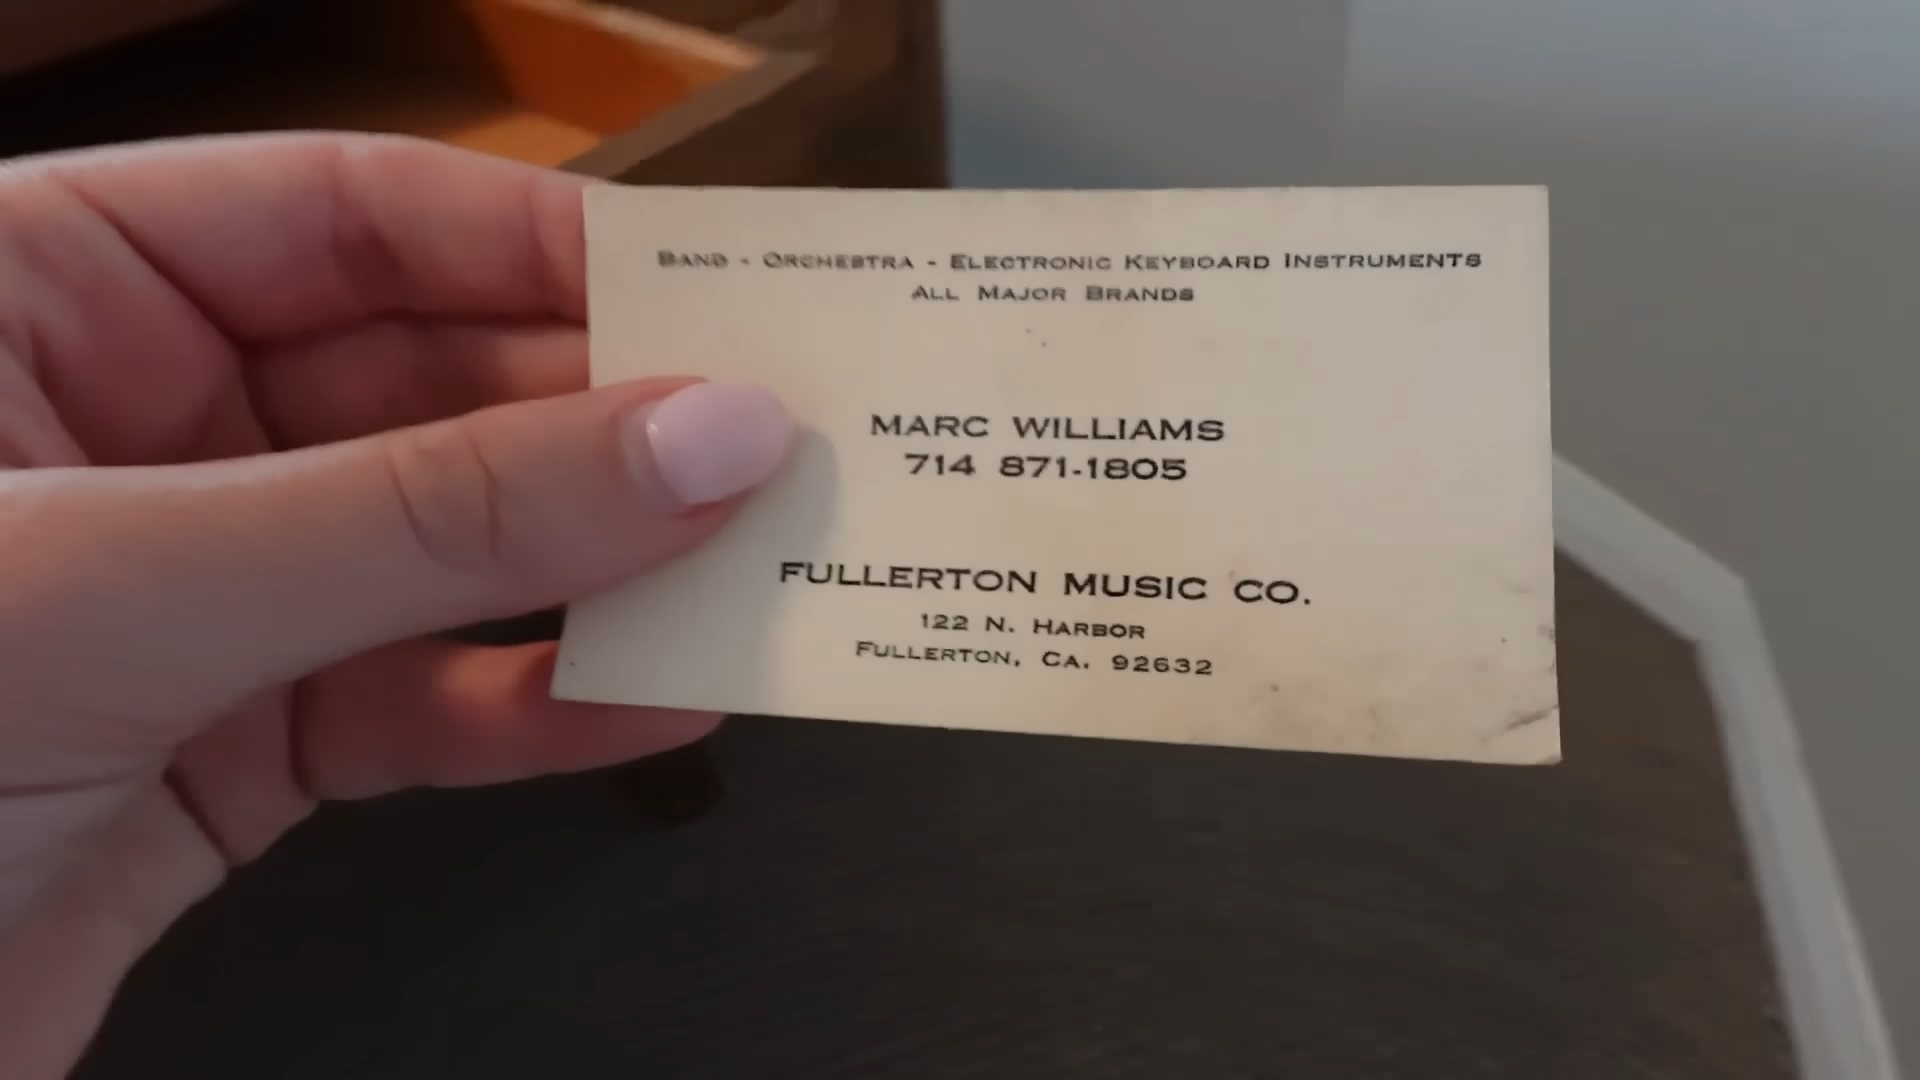 BAND - ORCHESTRA - ELECTRONIC KEYBOARD INSTRUMENTS
ALL MAJOR BRANDS
MARC WILLIAMS
714 871-1805
FULLERTON MUSIC CO.
122 N. HARBOR
FULLERTON, CA. 92632